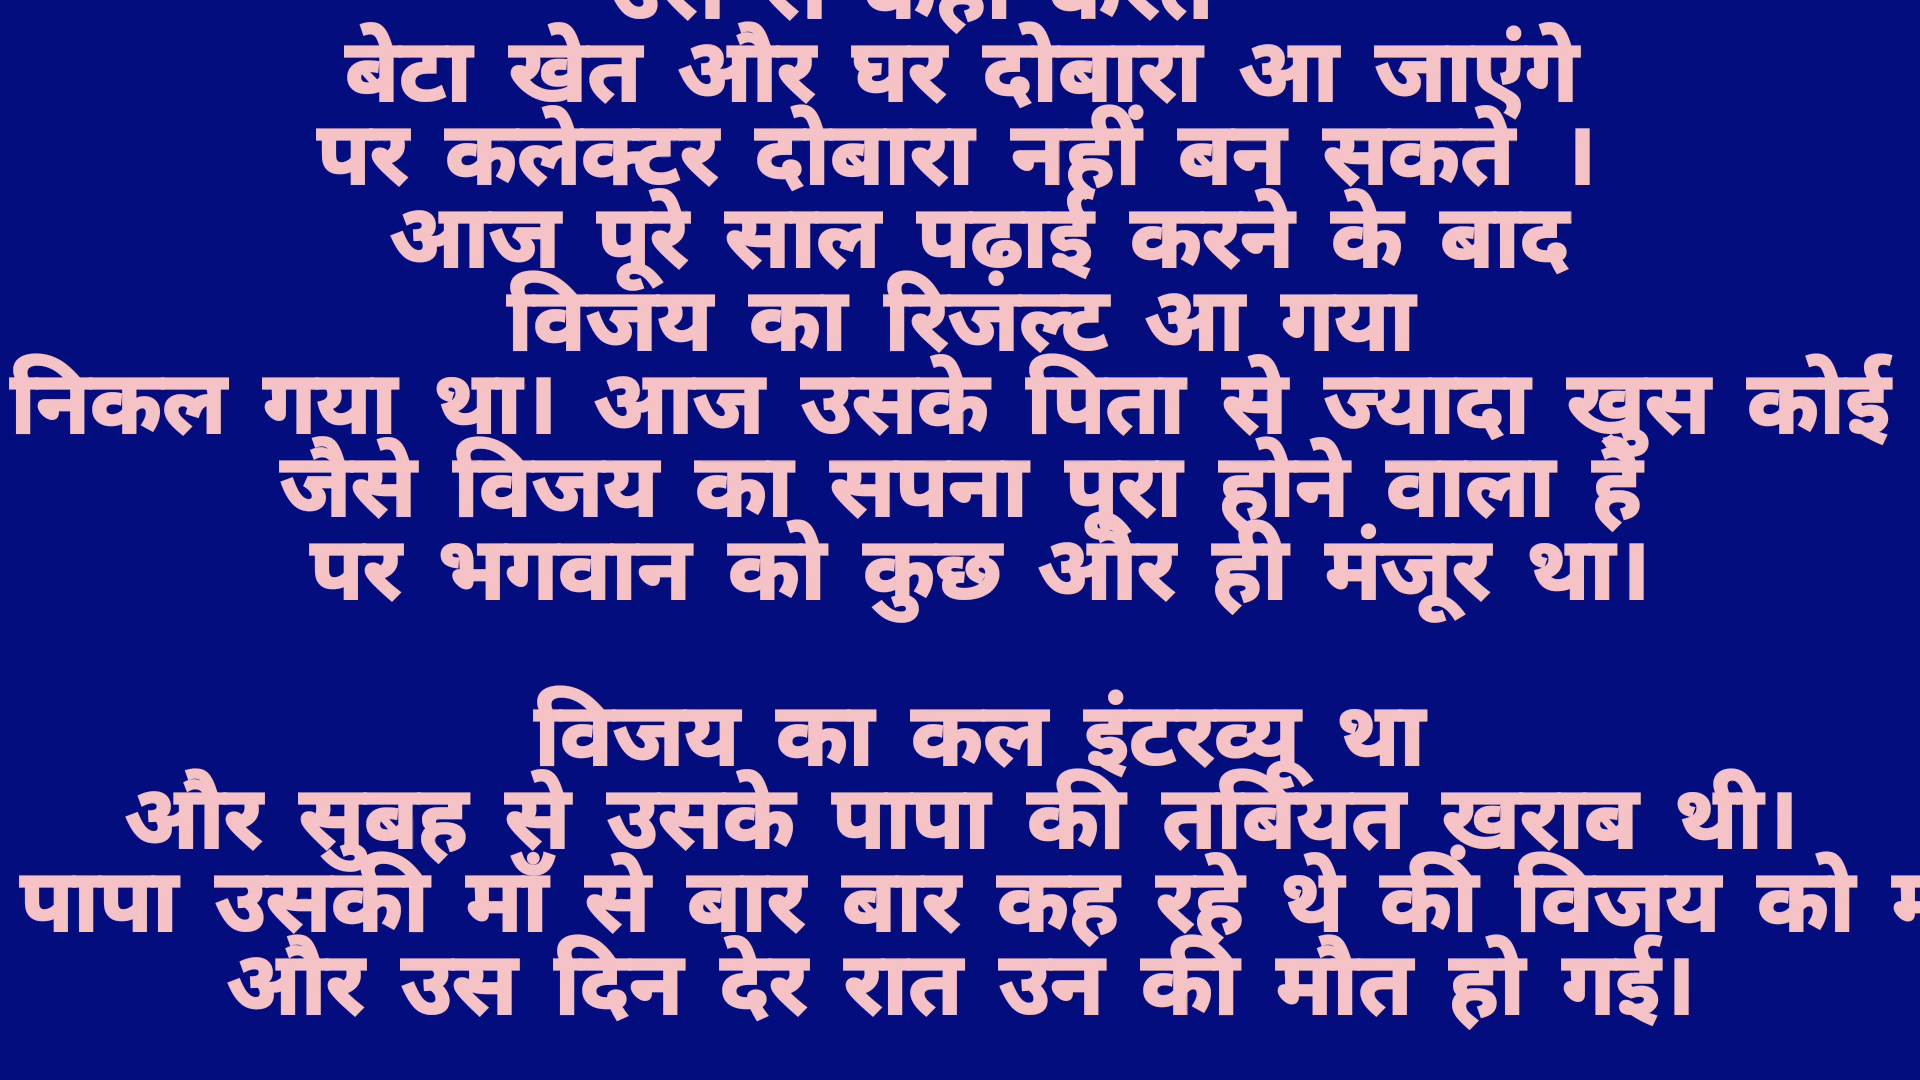 बेटा खेत और घर दोबारा आ जाएंगे
पर कलेक्टर दोबारा नहीं बन सकते ।
आज पूरे साल पढ़ाई करने के बाद
विजय का रिजंल्ट आ गया
निकल गया था। आज उसके पिता से ज्यादा खुस कोई
जैसे विजय का सपना पूरा होने वाला हैं
पर भगवान को कुछ और ही मंजूर था।
विजय का कल इंटरव्यू था
और सुबह से उसके पापा की तबियत खराब थी।
पापा उसकी माँ से बार बार कह रहे थे कीं विजय को
और उस दिन देर रात उन की मौत हो गई।